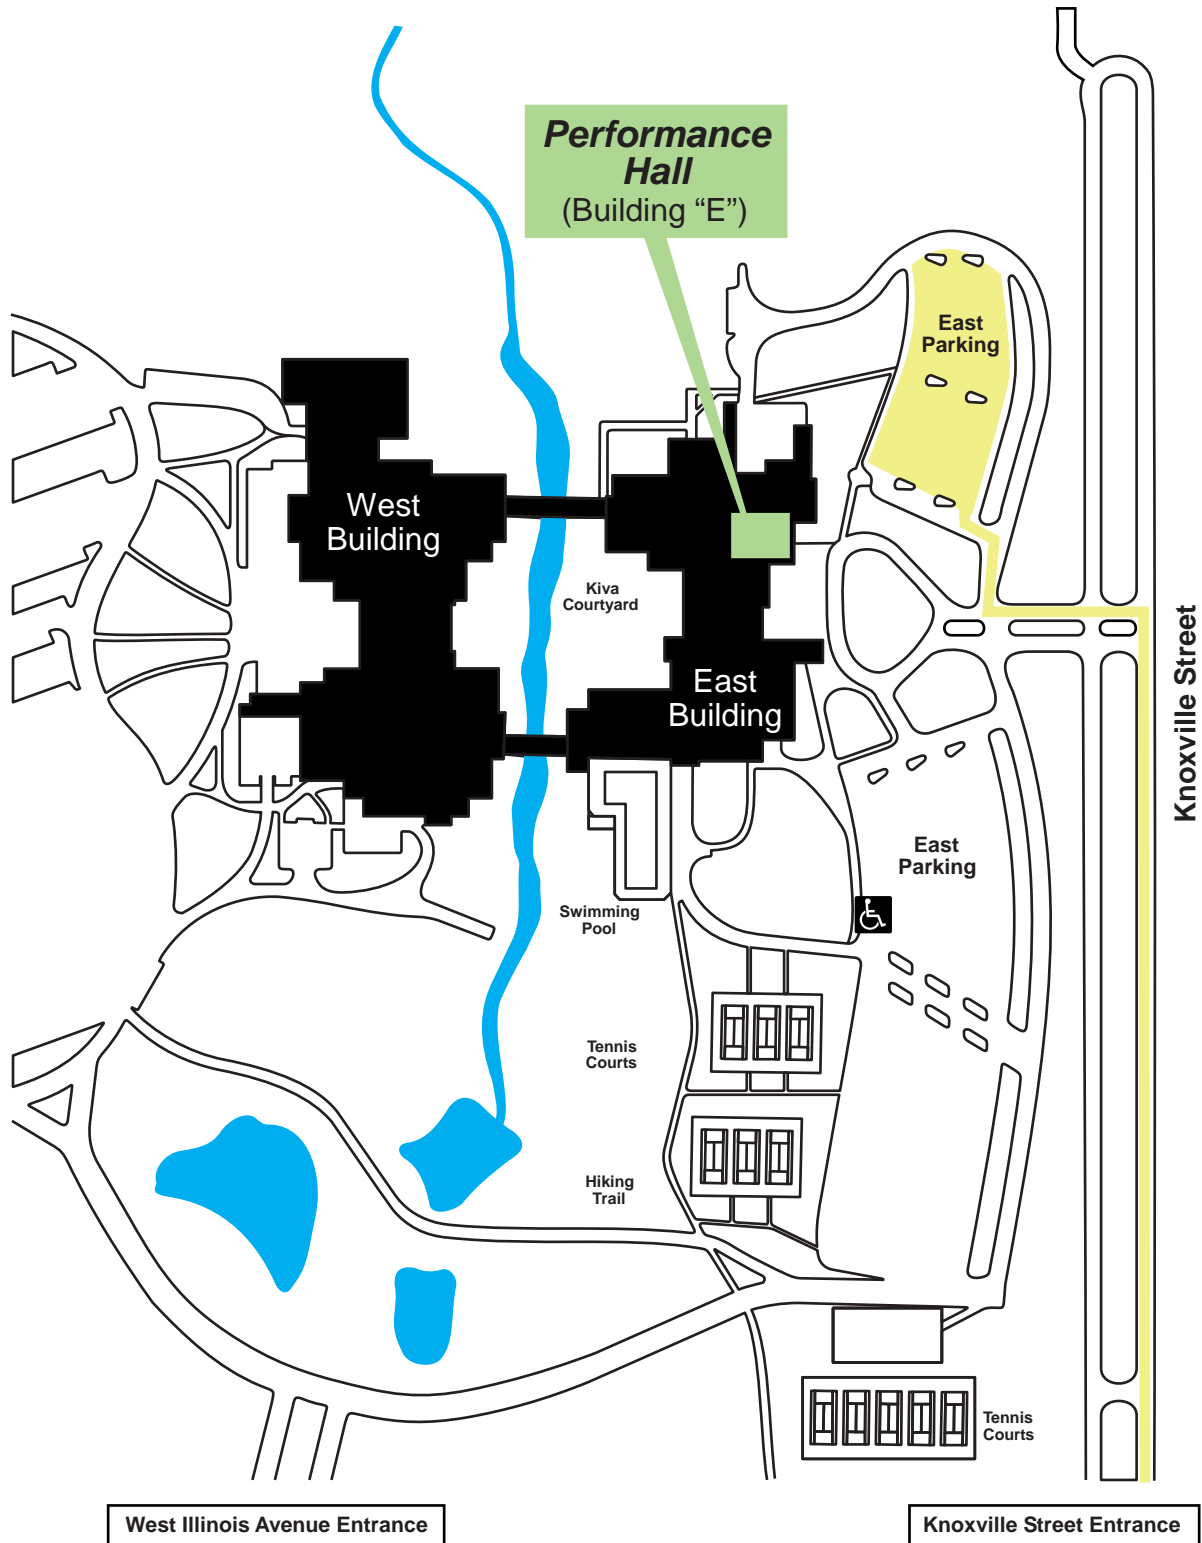 Performance
Hall
(Building “E”)
East
Parking
West
Building
Kiva
Courtyard
East
Building
Knoxville Street
East
Parking
Swimming
Pool
Tennis
Courts
Hiking
Trail
Tennis
Courts
West Illinois Avenue Entrance
Knoxville Street Entrance